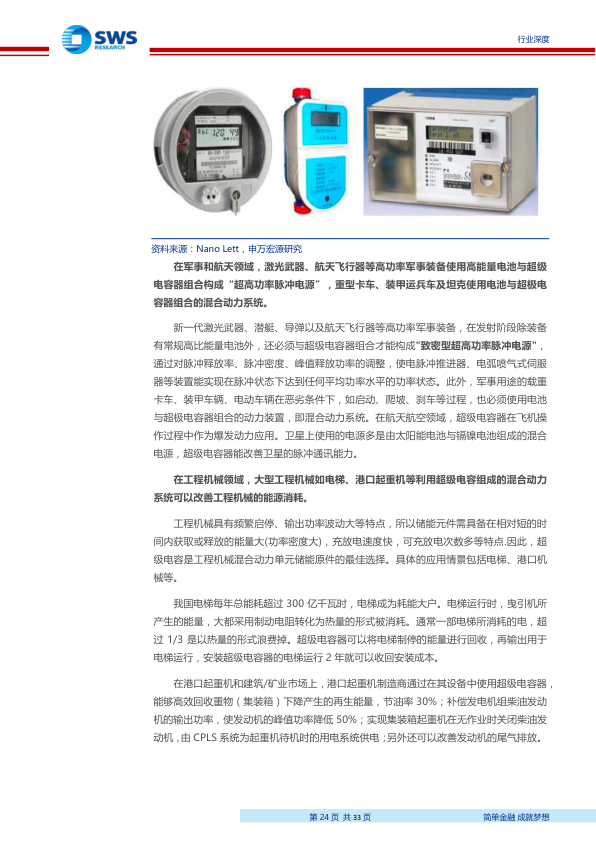 SWS
RESEARCH
行业深度
资料来源：Nano Lett，申万宏源研究
在军事和航天领域，激光武器、航天飞行器等高功率军事装备使用高能量电池与超级
电容器组合构成“超高功率脉冲电源”，重型卡车、装甲运兵车及坦克使用电池与超极电
容器组合的混合动力系统。
新一代激光武器、潜艇、导弹以及航天飞行器等高功率军事装备，在发射阶段除装备
有常规高比能量电池外，还必须与超级电容器组合才能构成"致密型超高功率脉冲电源"，
通过对脉冲释放率、脉冲密度、峰值释放功率的调整，使电脉冲推进器、电弧喷气式伺服
器等装置能实现在脉冲状态下达到任何平均功率水平的功率状态。此外，军事用途的载重
卡车、装甲车辆、电动车辆在恶劣条件下，如启动、爬坡、刹车等过程，也必须使用电池
与超极电容器组合的动力装置，即混合动力系统。在航天航空领域，超级电容器在飞机操
作过程中作为爆发动力应用。卫星上使用的电源多是由太阳能电池与镉镍电池组成的混合
电源，超级电容器能改善卫星的脉冲通讯能力。
在工程机械领域，大型工程机械如电梯、港口起重机等利用超级电容组成的混合动力
系统可以改善工程机械的能源消耗。
工程机械具有频繁启停、输出功率波动大等特点，所以储能元件需具备在相对短的时
间内获取或释放的能量大(功率密度大)，充放电速度快，可充放电次数多等特点.因此，超
级电容是工程机械混合动力单元储能原件的最佳选择。具体的应用情景包括电梯、港口机
械等。
我国电梯每年总能耗超过 300 亿千瓦时，电梯成为耗能大户。电梯运行时，曳引机所
产生的能量，大都采用制动电阻转化为热量的形式被消耗。通常一部电梯所消耗的电，超
过 1/3 是以热量的形式浪费掉。超级电容器可以将电梯制停的能量进行回收，再输出用于
电梯运行，安装超级电容器的电梯运行 2 年就可以收回安装成本。
在港口起重机和建筑/矿业市场上，港口起重机制造商通过在其设备中使用超级电容器，
能够高效回收重物（集装箱）下降产生的再生能量，节油率 30%；补偿发电机组柴油发动
机的输出功率，使发动机的峰值功率降低 50%；实现集装箱起重机在无作业时关闭柴油发
动机，由 CPLS 系统为起重机待机时的用电系统供电；另外还可以改善发动机的尾气排放。
第 24 页 共 33 页
简单金融 成就梦想